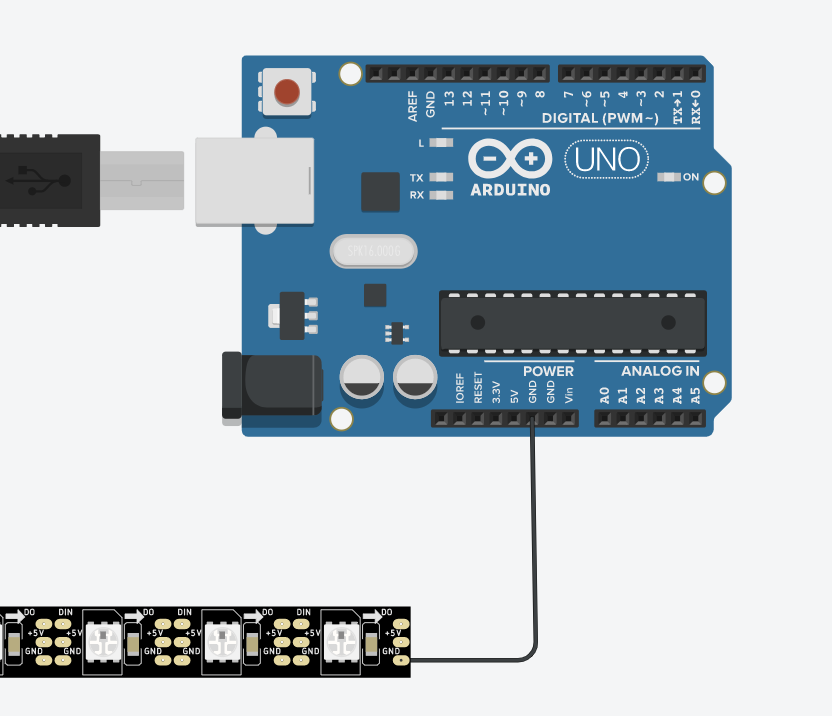 AREF
GND
13
12
~11
~10
~9
8
7
~6
~5
4
~3
2
TX→1
RX←0
DIGITAL (PWM~)
L
TX
RX
UNO
ON
ARDUINO
SPK16.000G
POWER
ANALOG IN
IOREF
RESET
3.3V
5V
GND
GND
Vin
A0
A1
A2
A3
A4
A5
DO DIN DO DIN DO DIN DO
+5V +5V +5V +5V +5V +5V +5V
GND GND GND GND GND GND GND